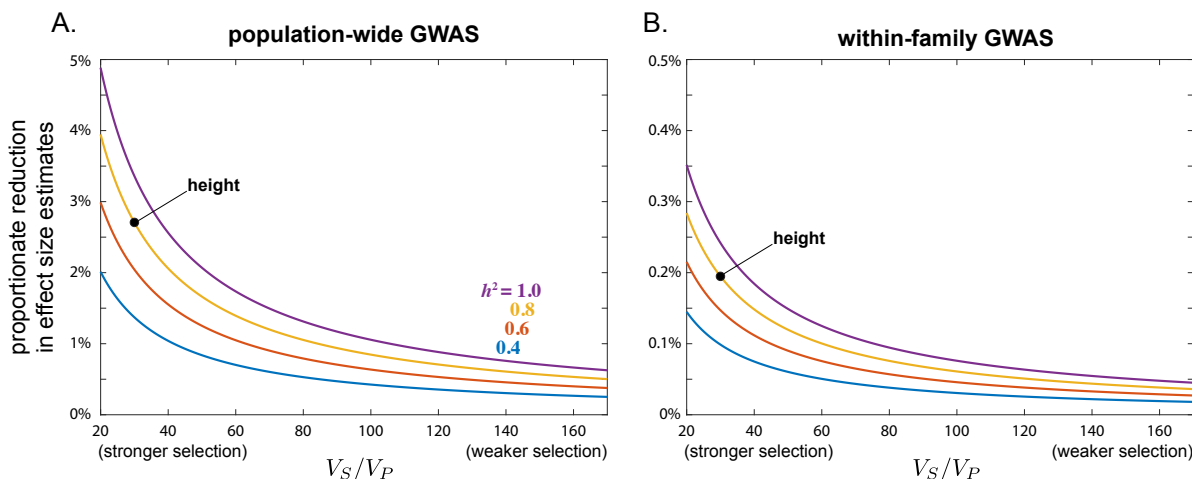 A.
population-wide GWAS
proportionate reduction
in effect size estimates
5%
4%
3%
2%
1%
0%
height
h² = 1.0
0.8
0.6
0.4
20 40 60 80 100 120 140 160
(stronger selection) (weaker selection)
V_S/V_P
B.
within-family GWAS
0.5%
0.4%
0.3%
0.2%
0.1%
0%
height
20 40 60 80 100 120 140 160
(stronger selection) (weaker selection)
V_S/V_P